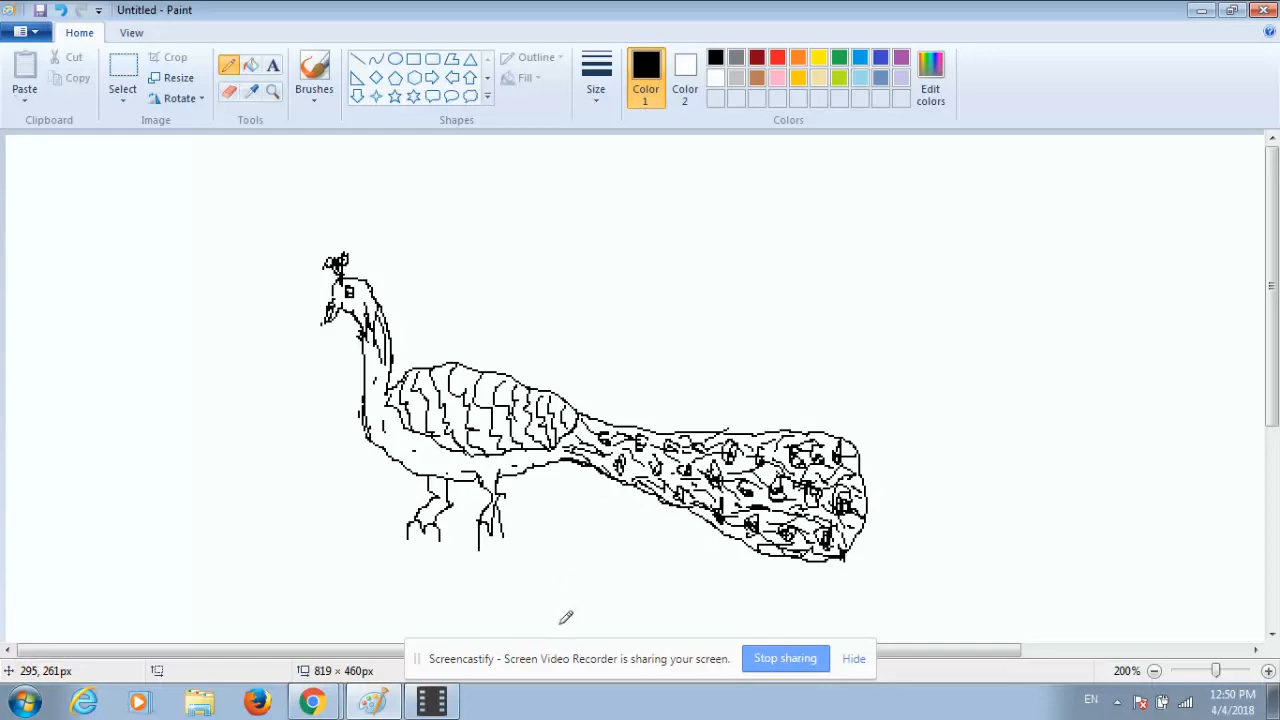 Untitled - Paint
Home View
Paste
Cut
Copy
Clipboard
Select
Crop
Resize
Rotate
Image
A
Tools
Brushes
Outline
Fill
Shapes
Size
Color 1
Color 2
Edit colors
Colors
Screencastify - Screen Video Recorder is sharing your screen. Stop sharing Hide
295, 261px 819 × 460px 200%
EN 12:50 PM
4/4/2018